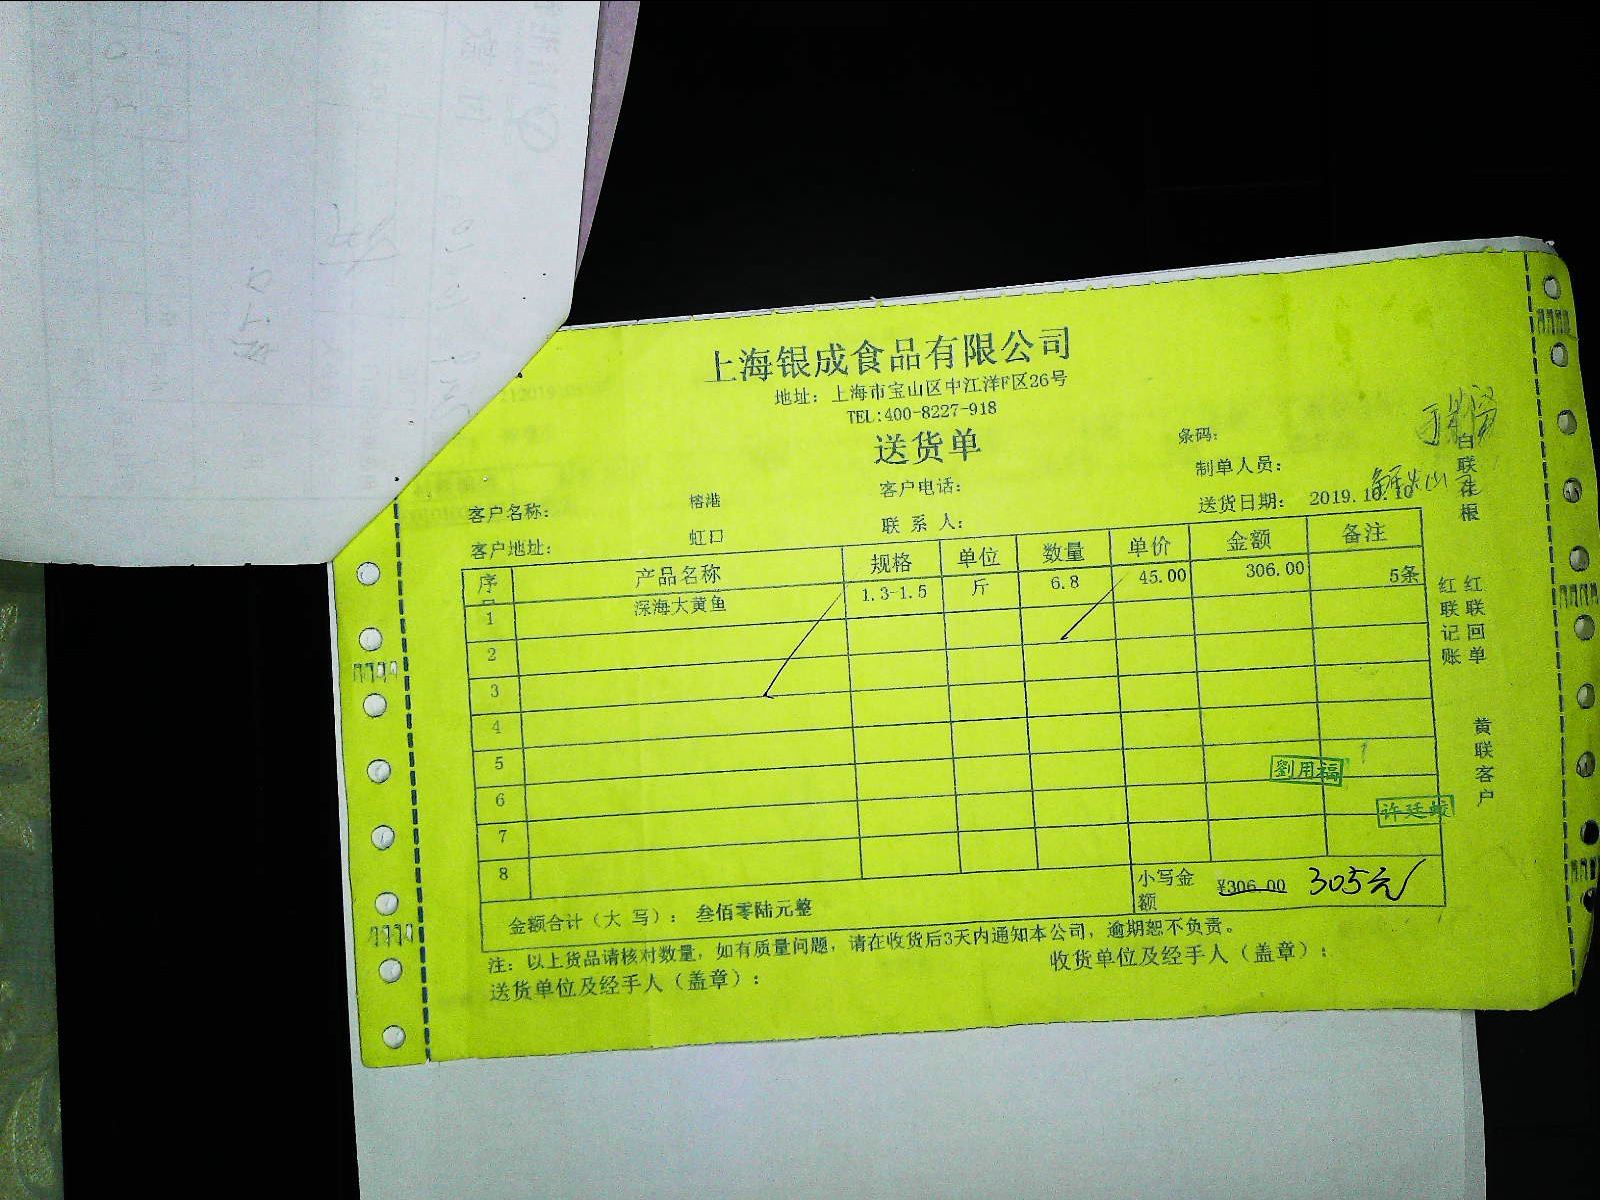 上海银成食品有限公司
地址：上海市宝山区中江洋F区26号
TEL:400-8227-918
送货单
条码：
制单人员：
客户名称： 榕港 客户电话： 送货日期： 2019.10.10
客户地址： 虹口 联系人：
序 产品名称 规格 单位 数量 单价 金额 备注
1 深海大黄鱼 1.3-1.5 斤 6.8 45.00 306.00 5条
2
3
4
5
6
7
8
劉用福
许廷蛟
金额合计（大 写）： 叁佰零陆元整 小写金额 ¥306.00 305元
注：以上货品请核对数量，如有质量问题，请在收货后3天内通知本公司，逾期恕不负责。
送货单位及经手人（盖章）： 收货单位及经手人（盖章）：
白联存根
红联记账
红联回单
黄联客户